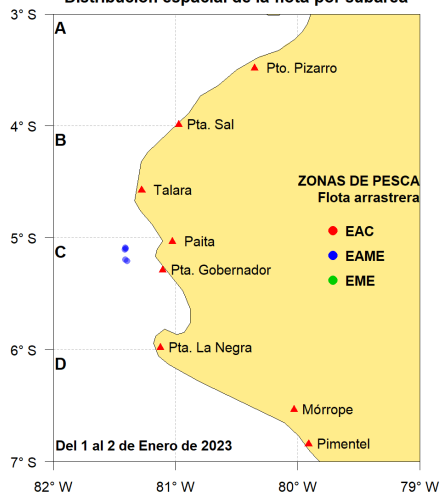 Distribución espacial de la flota por subárea
3° S
A
Pto. Pizarro
4° S
Pta. Sal
B
ZONAS DE PESCA
Talara
Flota arrastrera
EAC
5° S
Paita
C
EAME
Pta. Gobernador
EME
6° S
Pta. La Negra
D
Mórrope
Del 1 al 2 de Enero de 2023
Pimentel
7° S
82° W
81° W
80° W
79° W